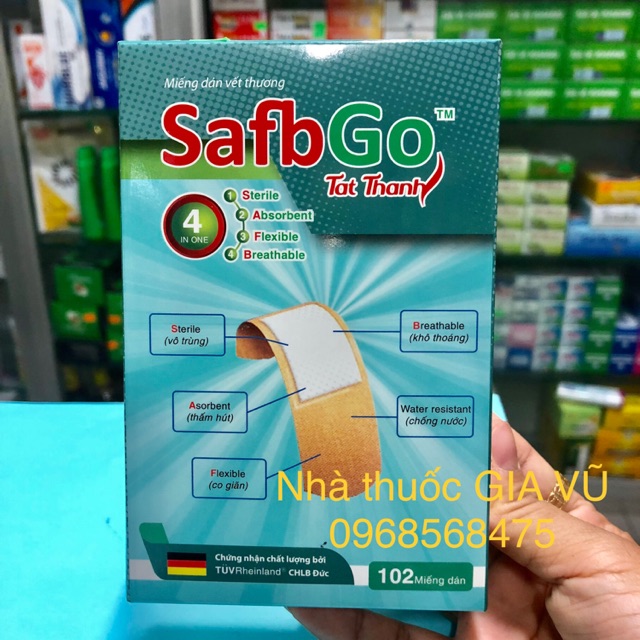 Miếng dán vết thương
SafbGo™
Tat Thanh
4
IN ONE
1 Sterile
2 Absorbent
3 Flexible
4 Breathable
Sterile
(vô trùng)
Breathable
(khô thoáng)
Asorbent
(thấm hút)
Water resistant
(chống nước)
Flexible
(co giãn)
Nhà thuốc GIA VŨ
0968568475
Chứng nhận chất lượng bởi
TÜVRheinland® CHLB Đức
102 Miếng dán